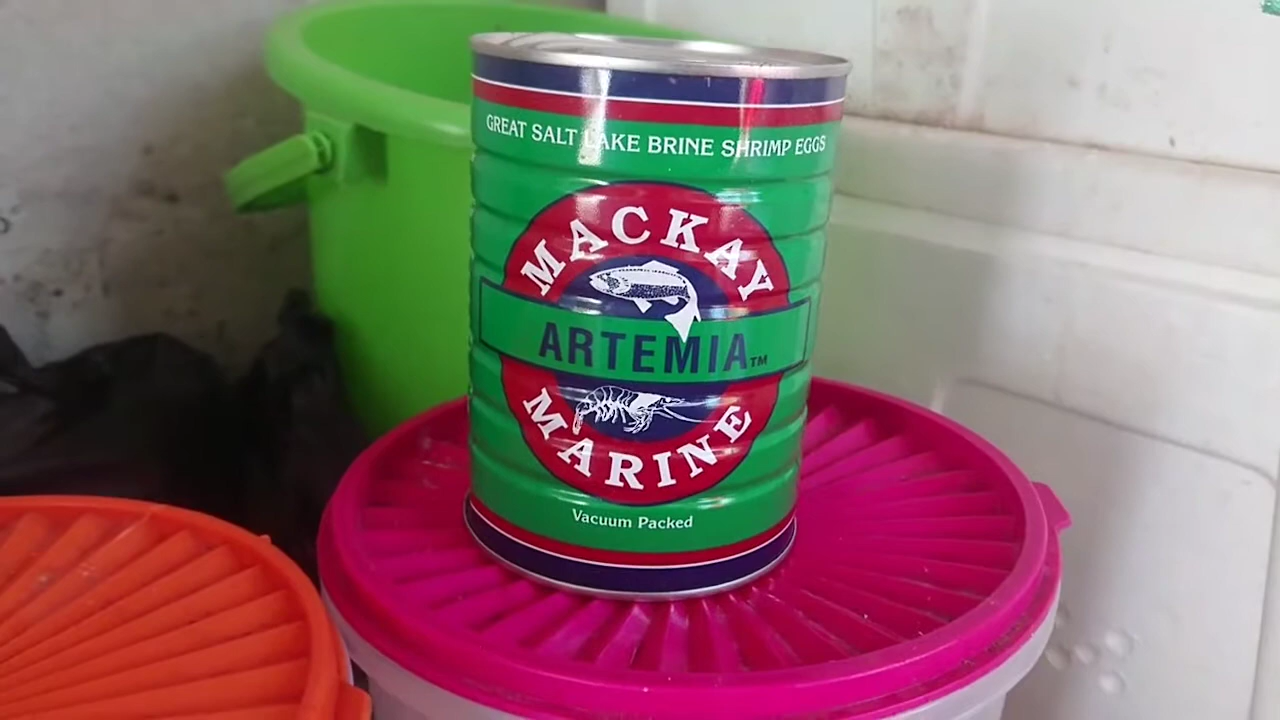 GREAT SALT LAKE BRINE SHRIMP EGGS
MACKAY
ARTEMIA™
MARINE
Vacuum Packed